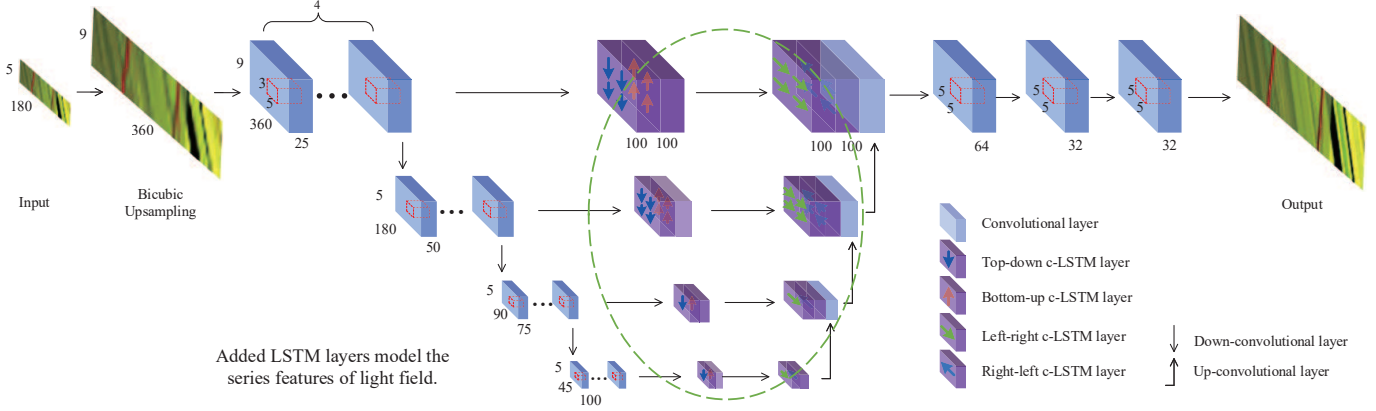 4
9
5
180
360
Input
Bicubic
Upsampling
9
3
5
360
25
100 100
100 100
5
5
64
5
5
32
5
5
32
Output
5
180
50
5
90
75
5
45
100
Added LSTM layers model the
series features of light field.
Convolutional layer
Top-down c-LSTM layer
Bottom-up c-LSTM layer
Left-right c-LSTM layer
Right-left c-LSTM layer
Down-convolutional layer
Up-convolutional layer